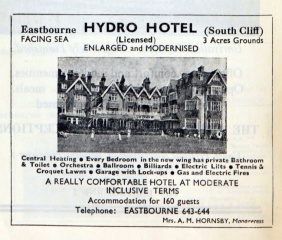 Eastbourne HYDRO HOTEL (South Cliff)
FACING SEA (Licensed) 3 Acres Grounds
ENLARGED and MODERNISED
Central Heating • Every Bedroom in the new wing has private Bathroom
& Toilet • Orchestra • Ballroom • Billiards • Electric Lifts • Tennis &
Croquet Lawns • Garage with Lock-ups • Gas and Electric Fires
A REALLY COMFORTABLE HOTEL AT MODERATE
INCLUSIVE TERMS
Accommodation for 160 guests
Telephone: EASTBOURNE 643-644
Mrs. A. M. HORNSBY, Manageress